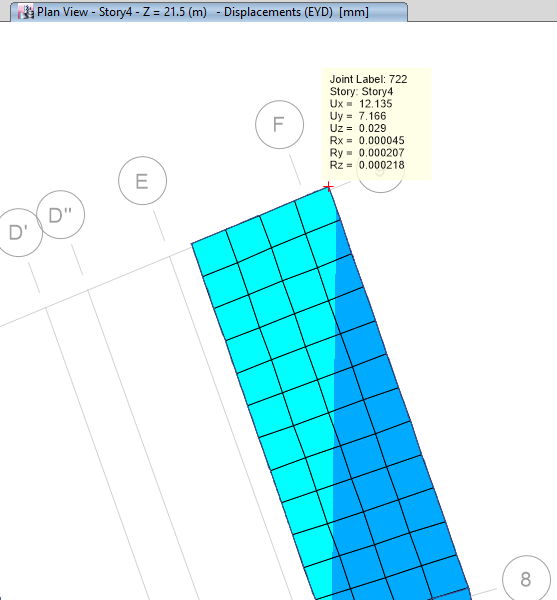 Plan View - Story4 - Z = 21.5 (m) - Displacements (EYD) [mm]
Joint Label: 722
Story: Story4
Ux = 12.135
Uy = 7.166
Uz = 0.029
Rx = 0.000045
Ry = 0.000207
Rz = 0.000218
F
E
D"
D'
8